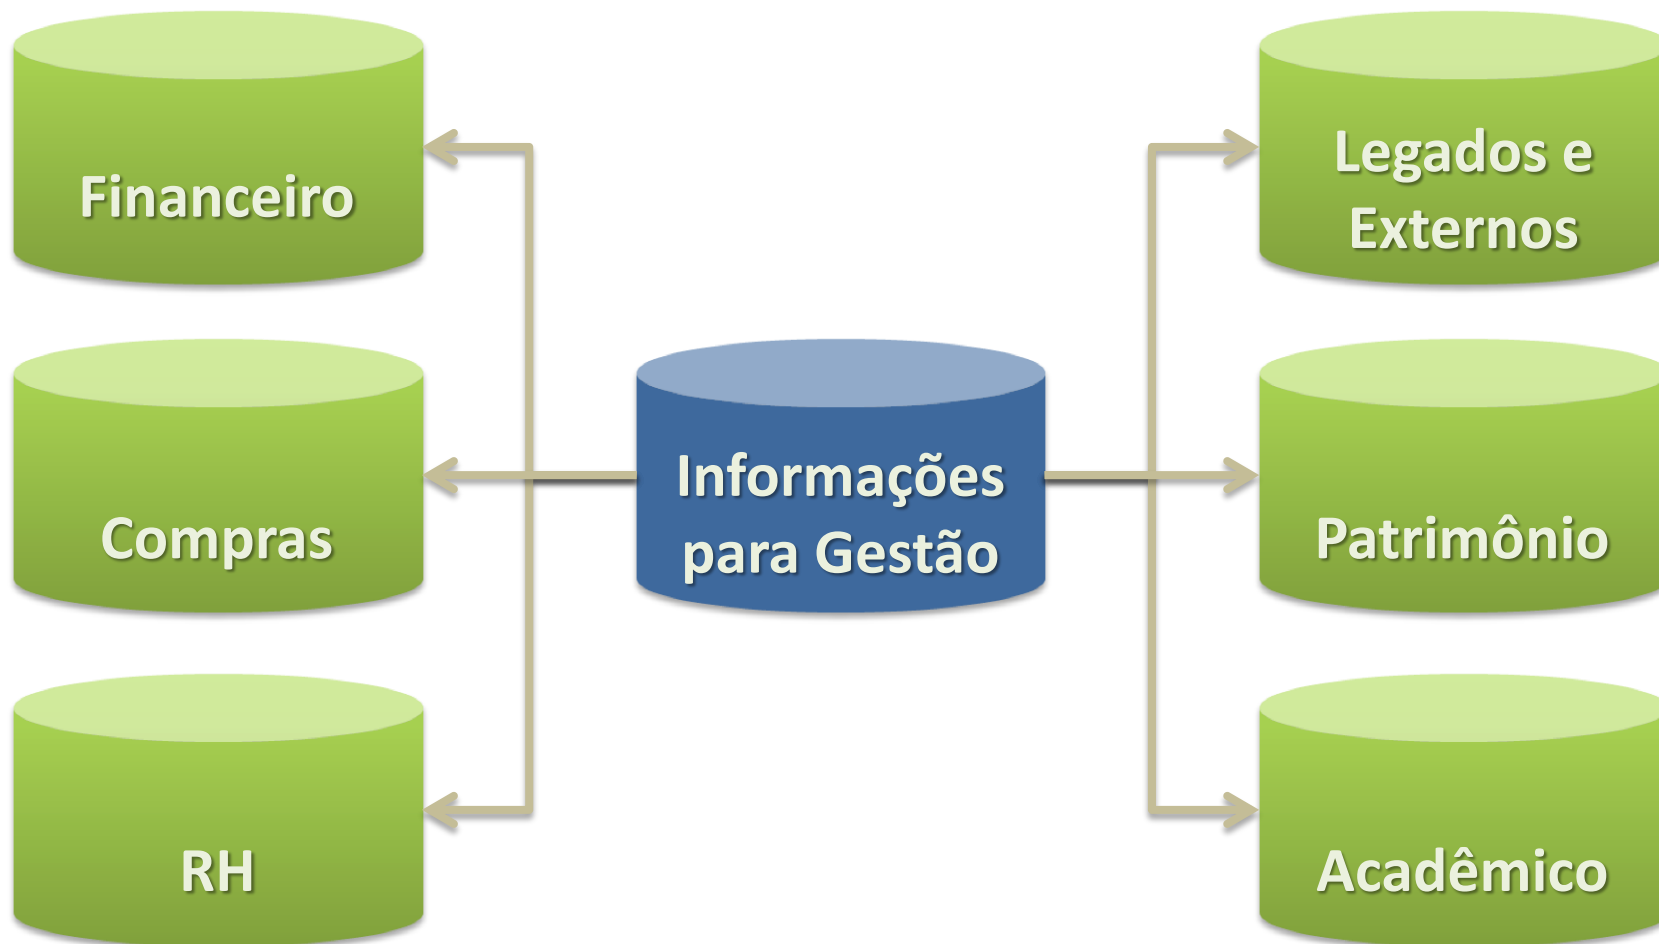 Financeiro
Legados e
Externos
Compras
Informações
para Gestão
Patrimônio
RH
Acadêmico